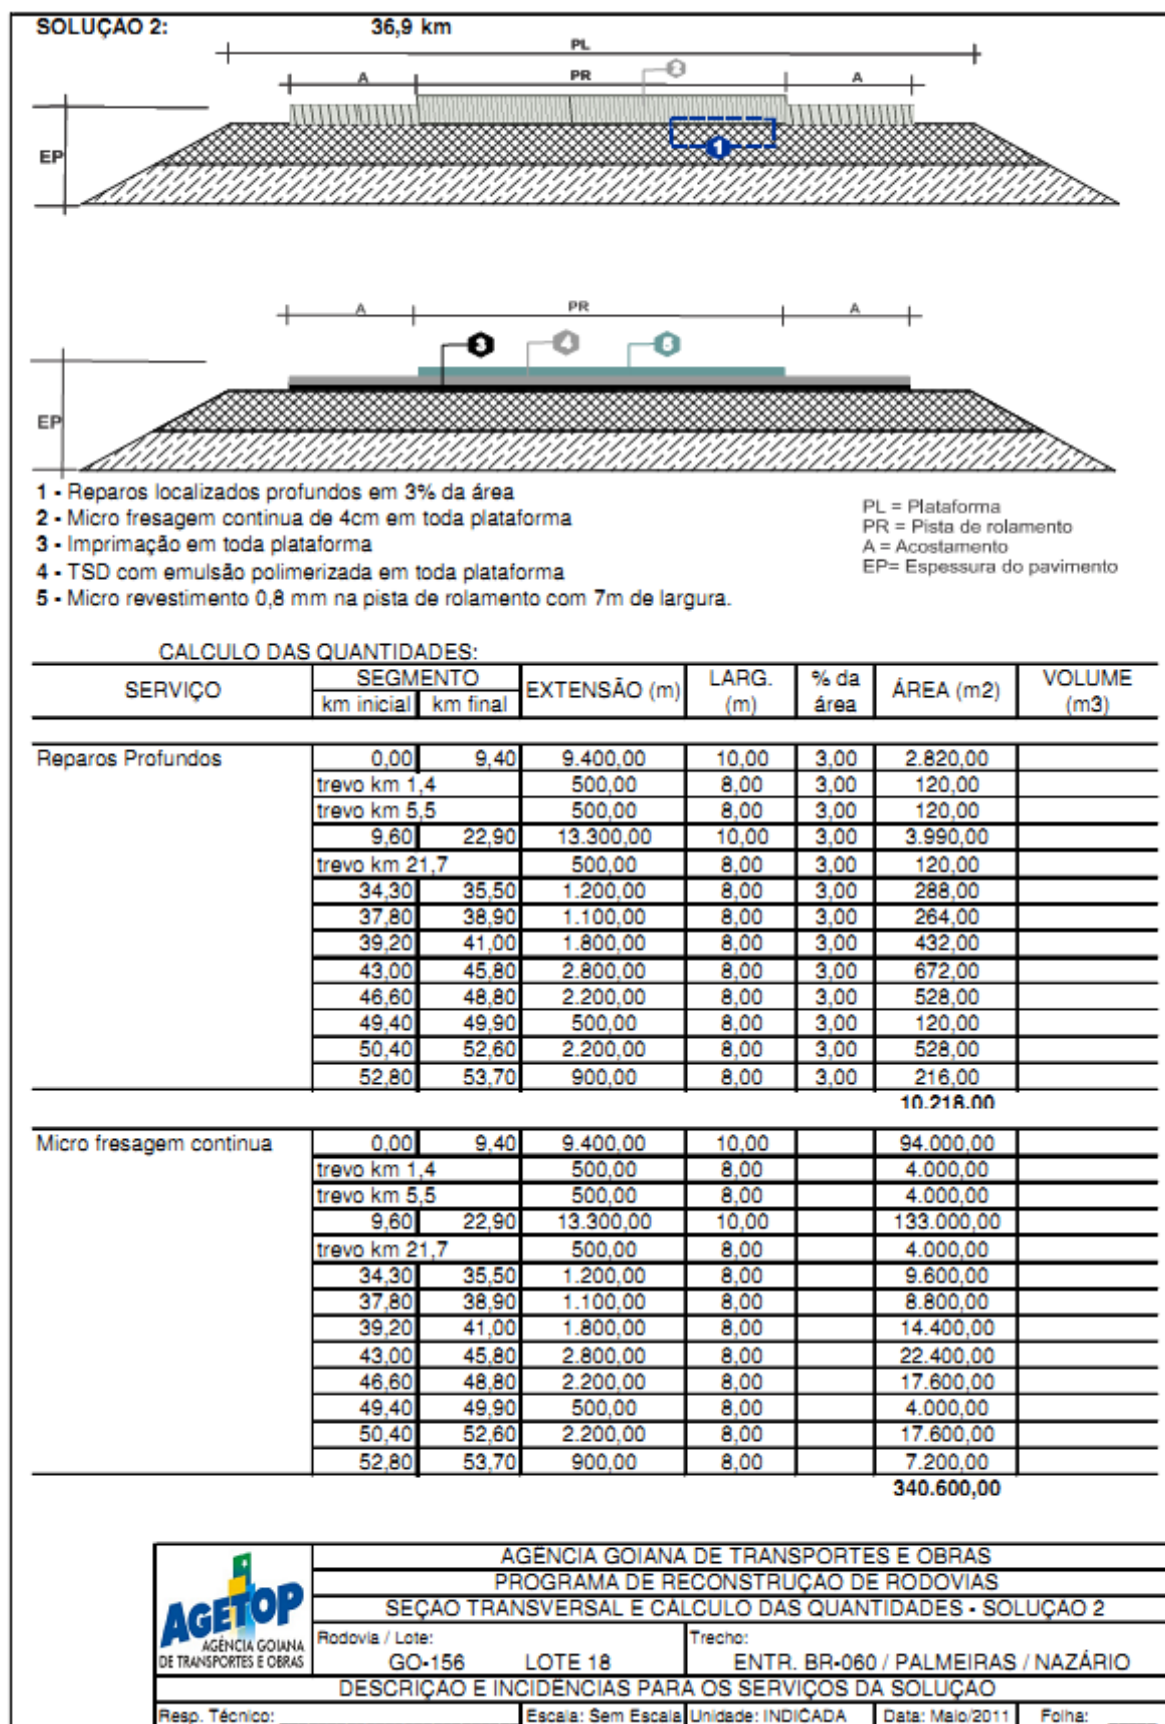 SOLUÇAO 2: 36,9 km
PL
A PR 2 A
EP
1
A PR A
3 4 5
EP
1 - Reparos localizados profundos em 3% da área
2 - Micro fresagem continua de 4cm em toda plataforma
3 - Imprimação em toda plataforma
4 - TSD com emulsão polimerizada em toda plataforma
5 - Micro revestimento 0,8 mm na pista de rolamento com 7m de largura.
PL = Plataforma
PR = Pista de rolamento
A = Acostamento
EP= Espessura do pavimento
CALCULO DAS QUANTIDADES:
SERVIÇO SEGMENTO EXTENSÃO (m) LARG. (m) % da área ÁREA (m2) VOLUME (m3)
km inicial km final
Reparos Profundos 0,00 9,40 9.400,00 10,00 3,00 2.820,00
trevo km 1,4 500,00 8,00 3,00 120,00
trevo km 5,5 500,00 8,00 3,00 120,00
9,60 22,90 13.300,00 10,00 3,00 3.990,00
trevo km 21,7 500,00 8,00 3,00 120,00
34,30 35,50 1.200,00 8,00 3,00 288,00
37,80 38,90 1.100,00 8,00 3,00 264,00
39,20 41,00 1.800,00 8,00 3,00 432,00
43,00 45,80 2.800,00 8,00 3,00 672,00
46,60 48,80 2.200,00 8,00 3,00 528,00
49,40 49,90 500,00 8,00 3,00 120,00
50,40 52,60 2.200,00 8,00 3,00 528,00
52,80 53,70 900,00 8,00 3,00 216,00
10.218,00
Micro fresagem continua 0,00 9,40 9.400,00 10,00 94.000,00
trevo km 1,4 500,00 8,00 4.000,00
trevo km 5,5 500,00 8,00 4.000,00
9,60 22,90 13.300,00 10,00 133.000,00
trevo km 21,7 500,00 8,00 4.000,00
34,30 35,50 1.200,00 8,00 9.600,00
37,80 38,90 1.100,00 8,00 8.800,00
39,20 41,00 1.800,00 8,00 14.400,00
43,00 45,80 2.800,00 8,00 22.400,00
46,60 48,80 2.200,00 8,00 17.600,00
49,40 49,90 500,00 8,00 4.000,00
50,40 52,60 2.200,00 8,00 17.600,00
52,80 53,70 900,00 8,00 7.200,00
340.600,00
AGETOP
AGÊNCIA GOIANA
DE TRANSPORTES E OBRAS
AGENCIA GOIANA DE TRANSPORTES E OBRAS
PROGRAMA DE RECONSTRUÇAO DE RODOVIAS
SEÇAO TRANSVERSAL E CALCULO DAS QUANTIDADES - SOLUÇAO 2
Rodovia / Lote: Trecho:
GO-156 LOTE 18 ENTR. BR-060 / PALMEIRAS / NAZÁRIO
DESCRIÇAO E INCIDENCIAS PARA OS SERVIÇOS DA SOLUÇAO
Resp. Técnico: Escala: Sem Escala Unidade: INDICADA Data: Maio/2011 Folha: